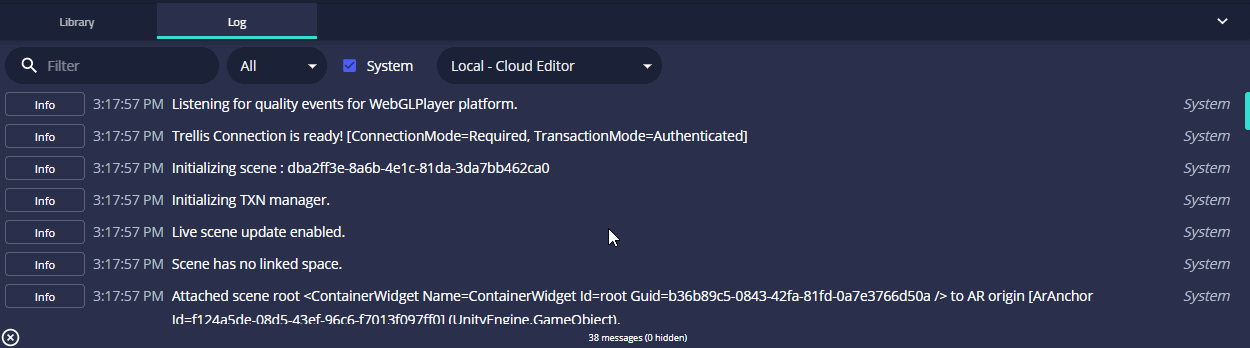 Library Log
Filter All System Local - Cloud Editor
Info 3:17:57 PM Listening for quality events for WebGLPlayer platform. System
Info 3:17:57 PM Trellis Connection is ready! [ConnectionMode=Required, TransactionMode=Authenticated] System
Info 3:17:57 PM Initializing scene : dba2ff3e-8a6b-4e1c-81da-3da7bb462ca0 System
Info 3:17:57 PM Initializing TXN manager. System
Info 3:17:57 PM Live scene update enabled. System
Info 3:17:57 PM Scene has no linked space. System
Info 3:17:57 PM Attached scene root <ContainerWidget Name=ContainerWidget Id=root Guid=b36b89c5-0843-42fa-81fd-0a7e3766d50a /> to AR origin [ArAnchor System
Id=f124a5de-08d5-43ef-96c6-f7013f097ff0] (UnityEngine.GameObject).
38 messages (0 hidden)